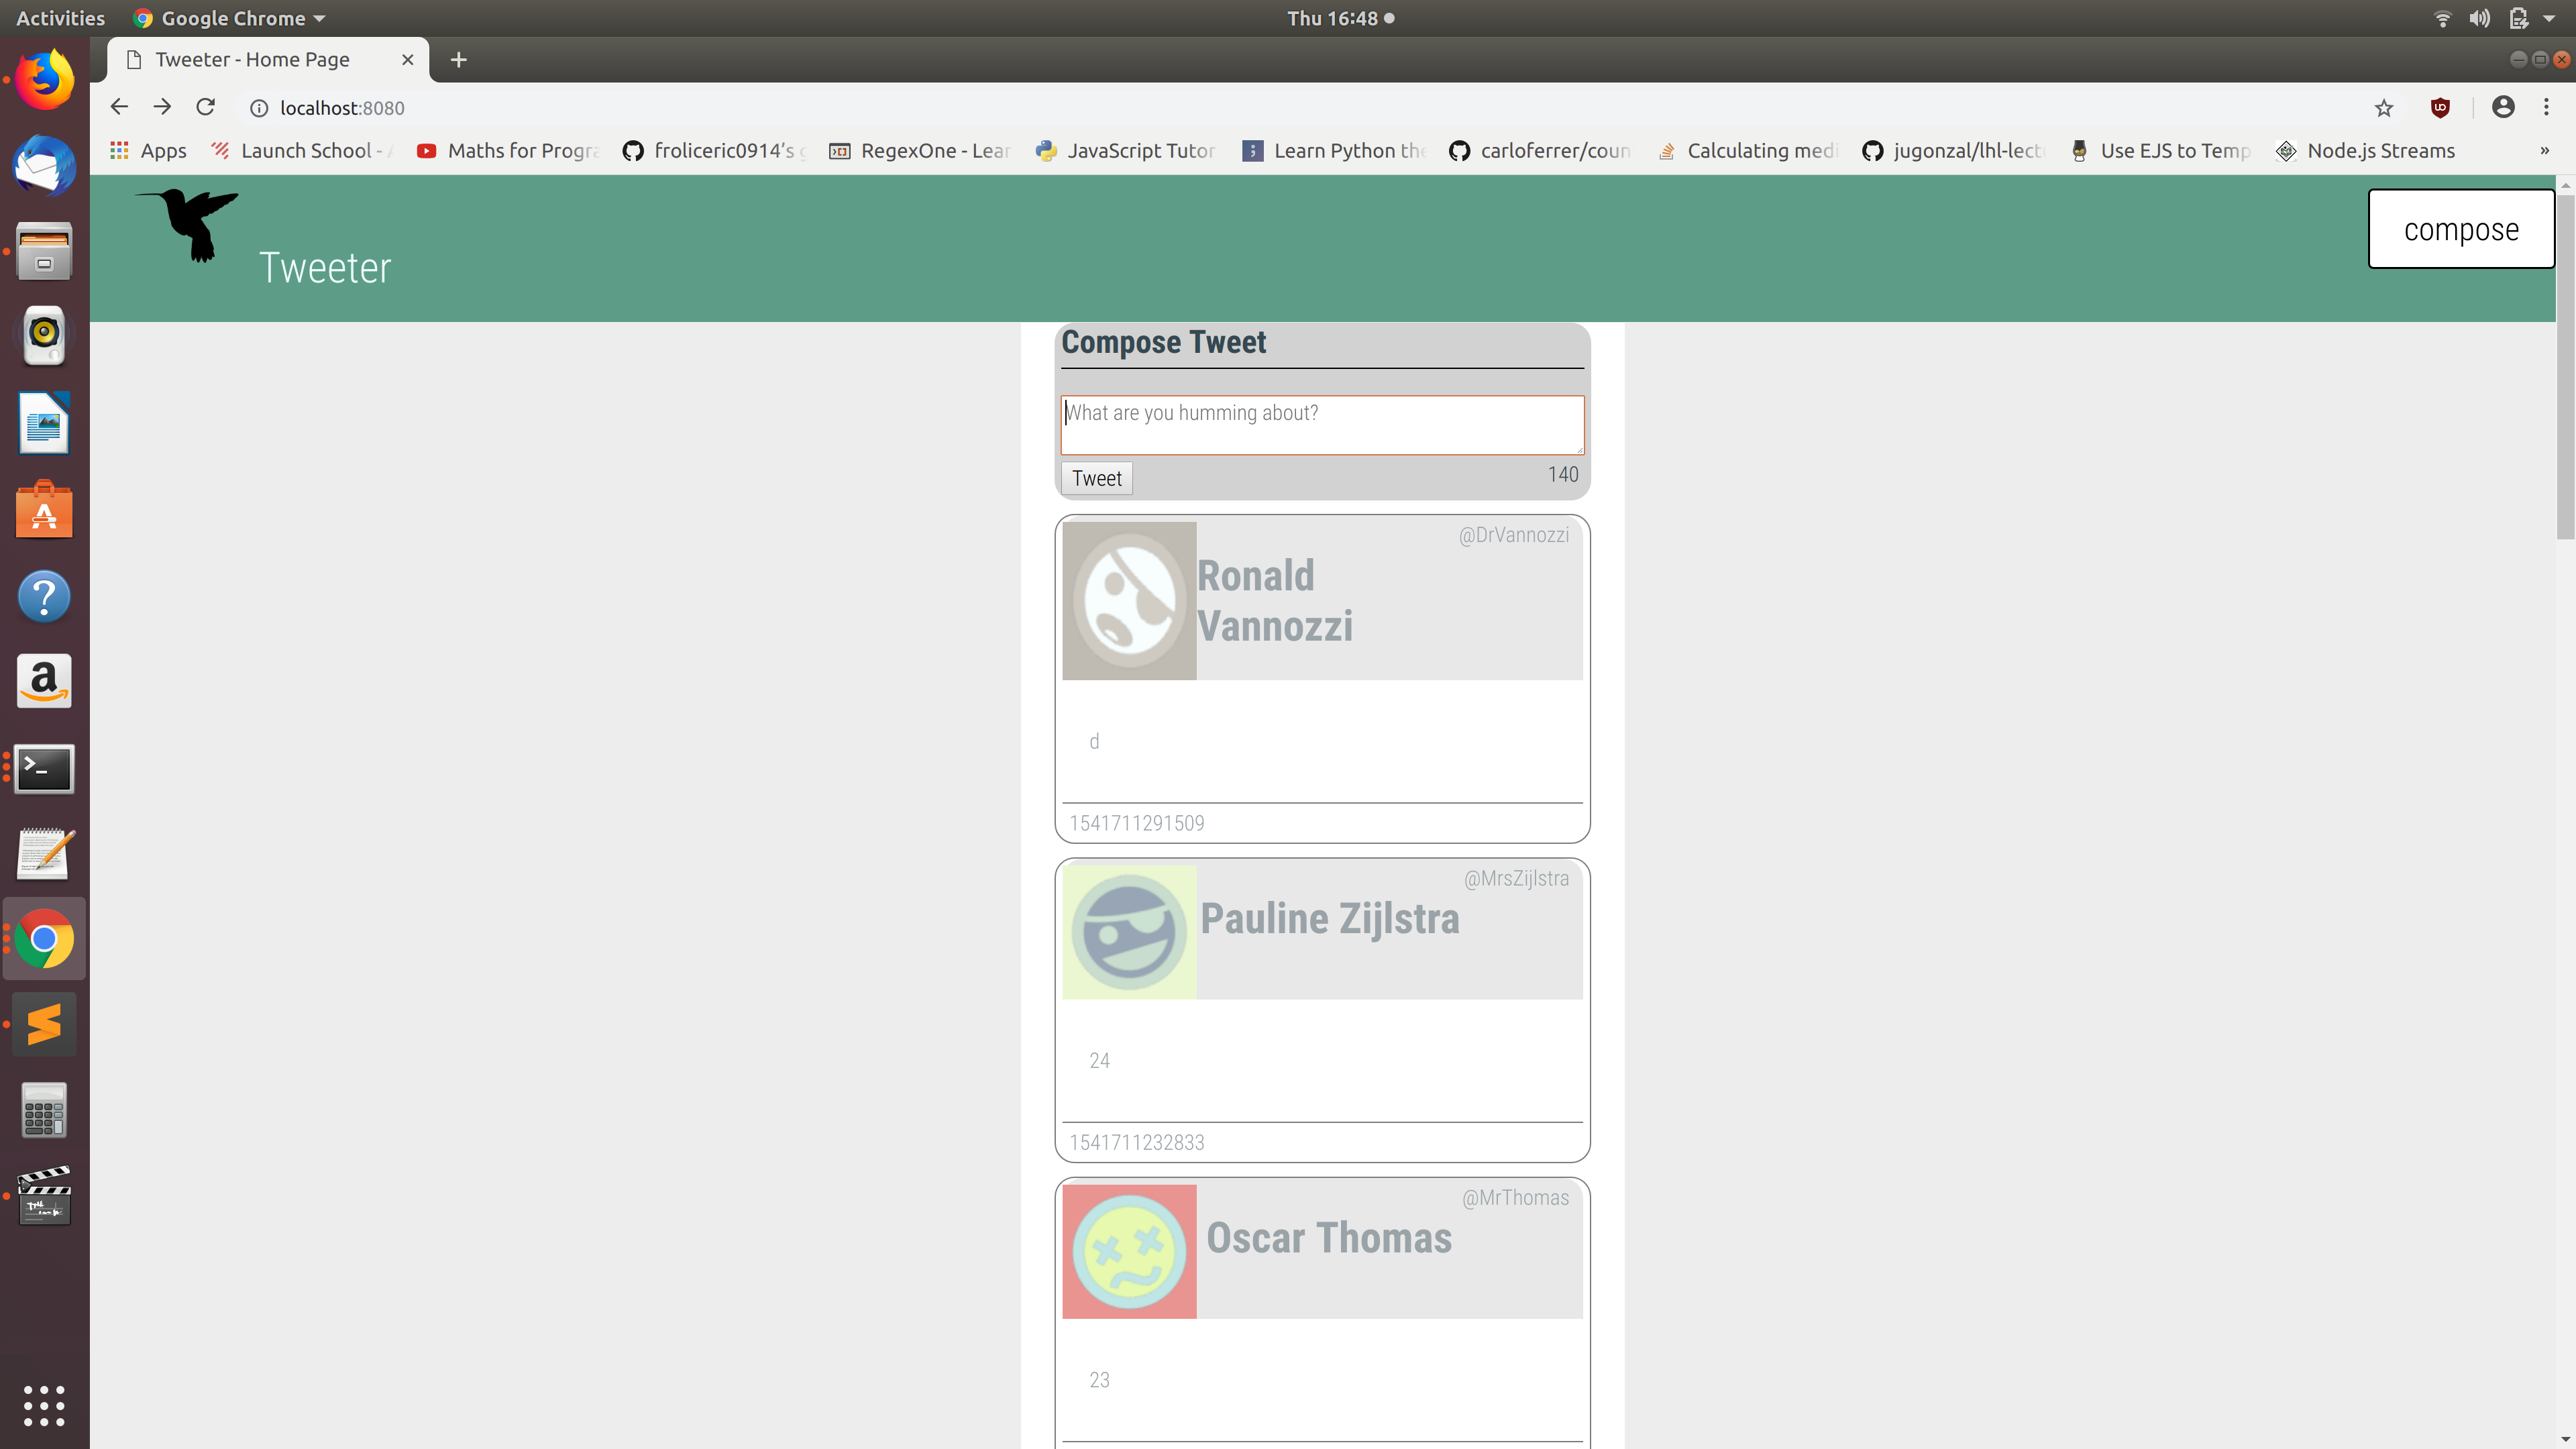 Activities Google Chrome Thu 16:48
Tweeter - Home Page
localhost:8080
Apps Launch School - Maths for Progra froliceric0914's g RegexOne - Lear JavaScript Tutor Learn Python the carloferrer/coun Calculating medi jugonzal/lhl-lect Use EJS to Temp Node.js Streams »
Tweeter
compose
Compose Tweet
What are you humming about?
Tweet 140
@DrVannozzi
Ronald
Vannozzi
d
1541711291509
@MrsZijlstra
Pauline Zijlstra
24
1541711232833
@MrThomas
Oscar Thomas
23